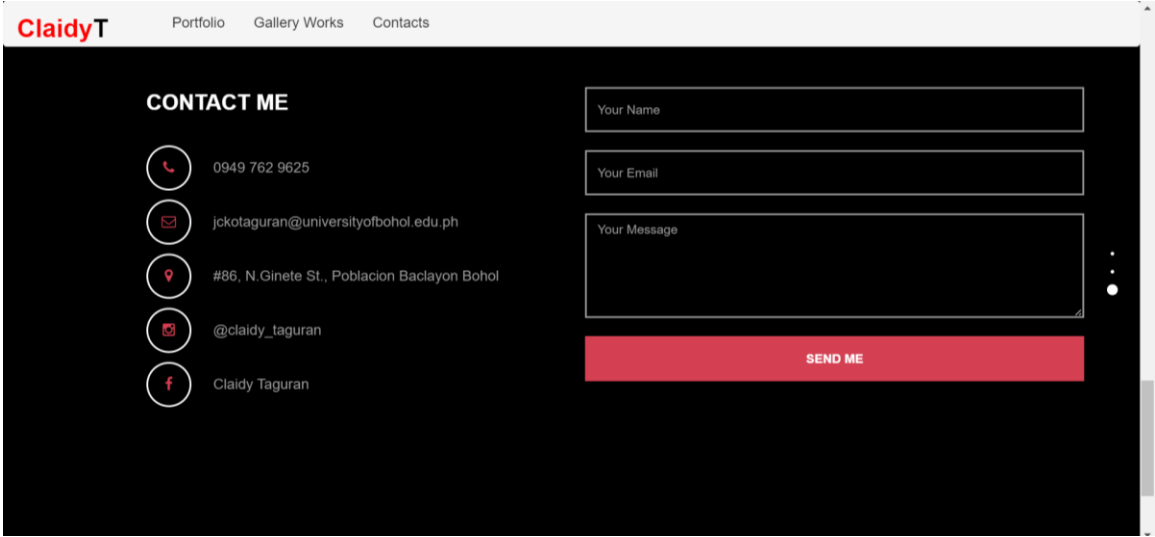 ClaidyT
Portfolio
Gallery Works
Contacts
CONTACT ME
0949 762 9625
jckotaguran@universityofbohol.edu.ph
#86, N.Ginete St., Poblacion Baclayon Bohol
@claidy_taguran
Claidy Taguran
Your Name
Your Email
Your Message
SEND ME